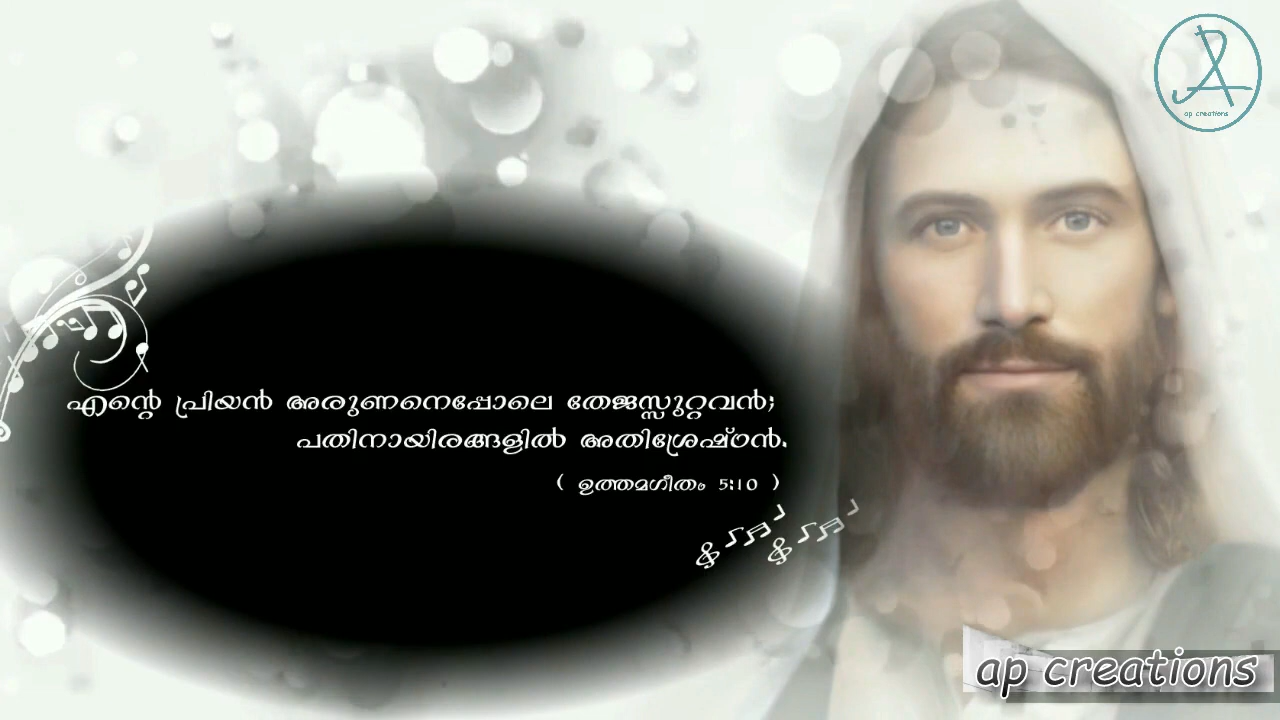 ap creations
എന്റെ പ്രിയൻ അരുണനെപ്പോലെ തേജസ്സുറ്റവൻ;
പതിനായിരങ്ങളിൽ അതിശ്രേഷ്ഠൻ.
( ഉത്തമഗീതം 5:10 )
ap creations